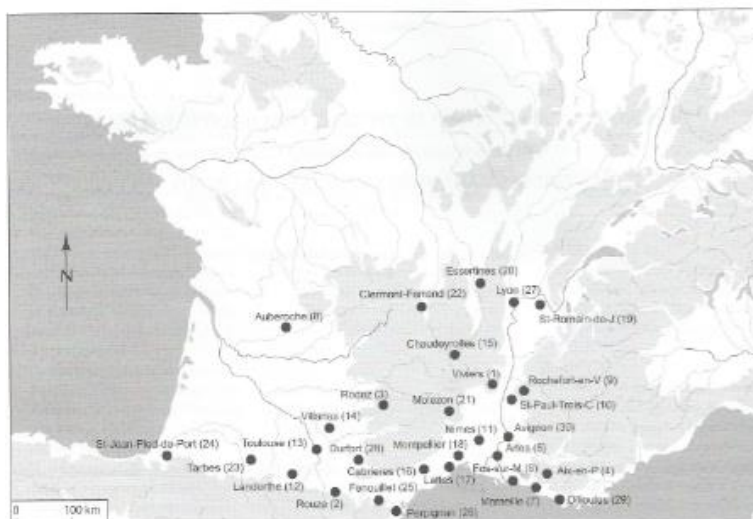 Essertines (20)
Clermont-Ferrand (22)
Lyon (27)
St-Romain-de-J (19)
Auberoche (8)
Chaudeyrolles (15)
Viviers (1)
Rochefort-en-V (9)
Rodez (3)
Molezon (21)
St-Paul-Trois-C (10)
Villemus (14)
Nimes (11)
Avignon (30)
St-Jean-Pied-de-Port (24)
Toulouse (13)
Durfort (28)
Montpellier (18)
Arles (5)
Tarbes (23)
Cabrières (16)
Fos-sur-M (6)
Aix-en-P (4)
Landorthe (12)
Lattes (17)
Rouze (2)
Fenouillet (25)
Marseille (7)
Ollioules (29)
Perpignan (26)
N
0 100 km